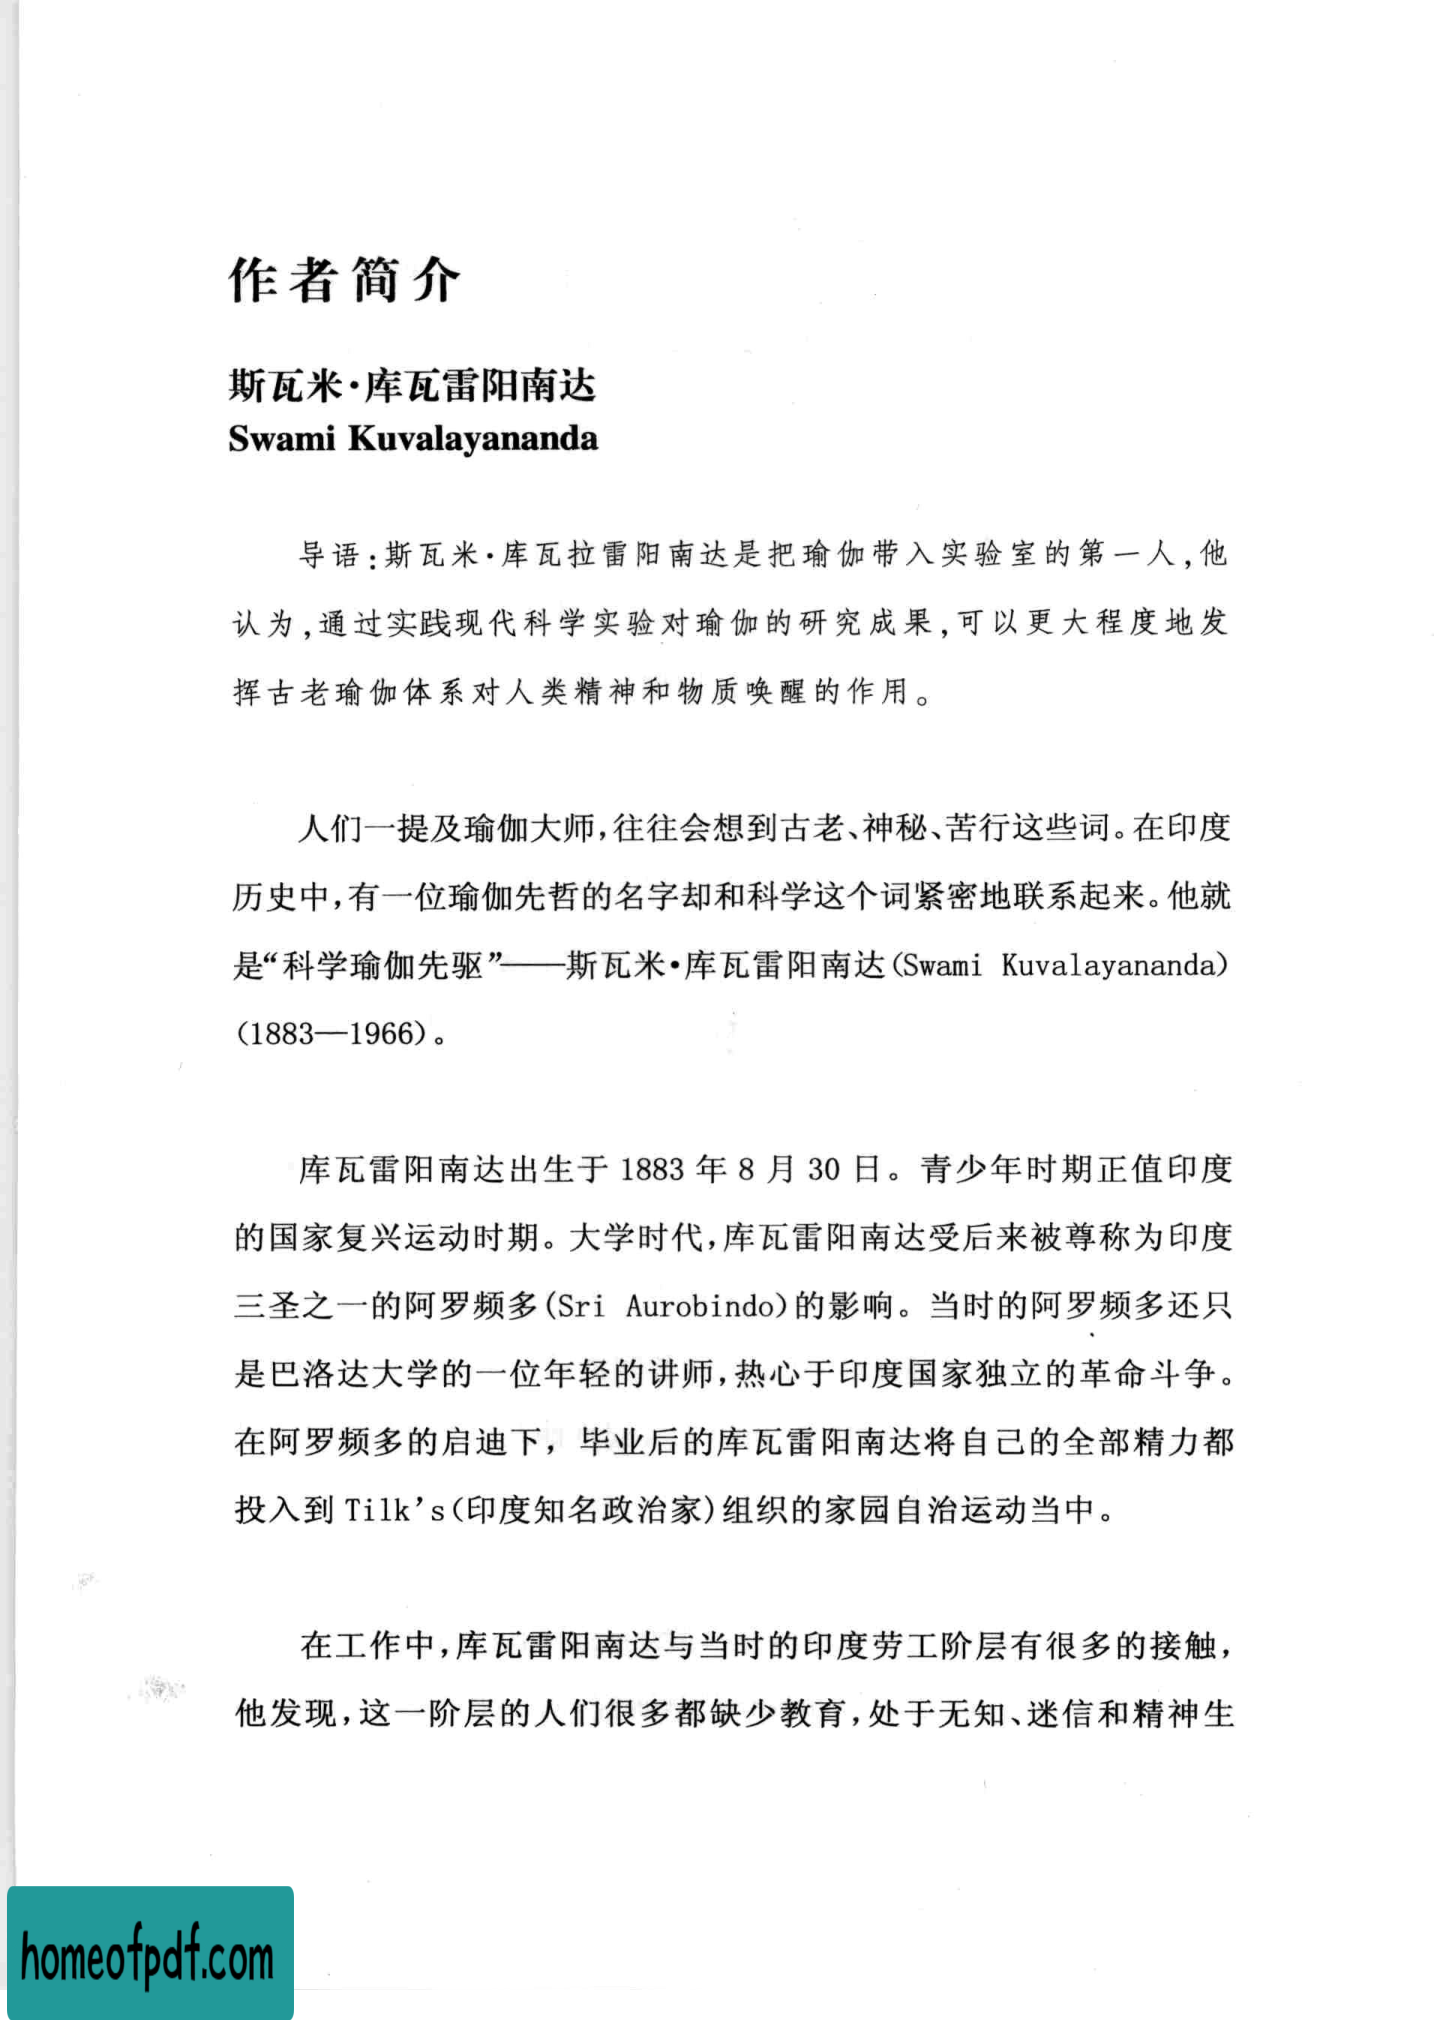 作者简介
斯瓦米·库瓦雷阳南达
Swami Kuvalayananda
导语:斯瓦米·库瓦拉雷阳南达是把瑜伽带入实验室的第一人,他
认为,通过实践现代科学实验对瑜伽的研究成果,可以更大程度地发
挥古老瑜伽体系对人类精神和物质唤醒的作用。
人们一提及瑜伽大师,往往会想到古老、神秘、苦行这些词。在印度
历史中,有一位瑜伽先哲的名字却和科学这个词紧密地联系起来。他就
是“科学瑜伽先驱”——斯瓦米·库瓦雷阳南达(Swami Kuvalayananda)
(1883—1966)。
库瓦雷阳南达出生于 1883 年 8 月 30 日。青少年时期正值印度
的国家复兴运动时期。大学时代,库瓦雷阳南达受后来被尊称为印度
三圣之一的阿罗频多(Sri Aurobindo)的影响。当时的阿罗频多还只
是巴洛达大学的一位年轻的讲师,热心于印度国家独立的革命斗争。
在阿罗频多的启迪下，毕业后的库瓦雷阳南达将自己的全部精力都
投入到 Tilk’s(印度知名政治家)组织的家园自治运动当中。
在工作中,库瓦雷阳南达与当时的印度劳工阶层有很多的接触,
他发现,这一阶层的人们很多都缺少教育,处于无知、迷信和精神生
homeofpdf.com